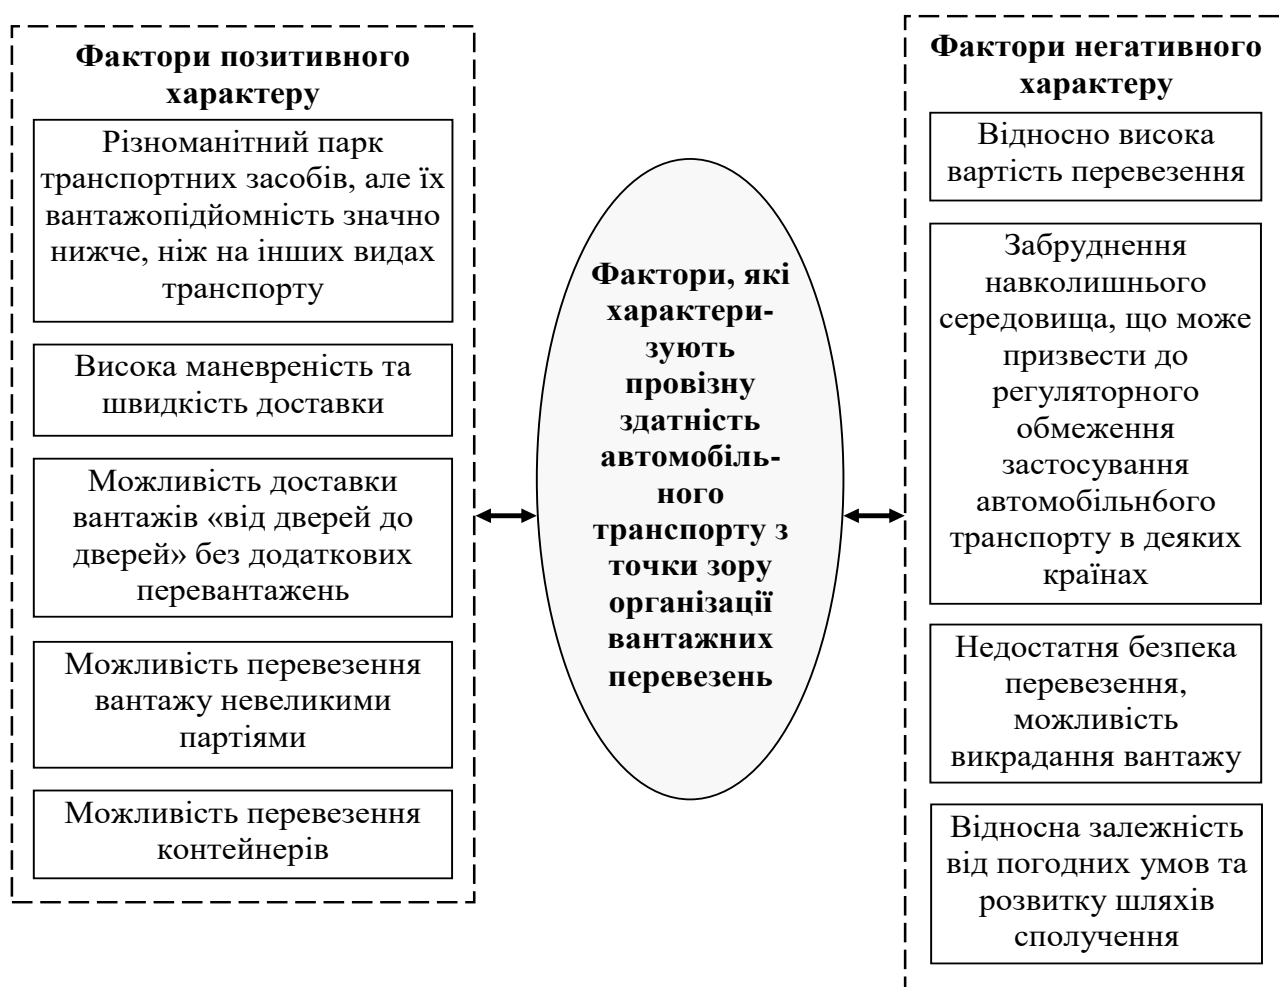 Фактори позитивного
характеру
Різноманітний парк
транспортних засобів, але їх
вантажопідйомність значно
нижче, ніж на інших видах
транспорту
Висока маневреність та
швидкість доставки
Можливість доставки
вантажів «від дверей до
дверей» без додаткових
перевантажень
Можливість перевезення
вантажу невеликими
партіями
Можливість перевезення
контейнерів
Фактори, які
характери-
зують
провізну
здатність
автомобіль-
ного
транспорту з
точки зору
організації
вантажних
перевезень
Фактори негативного
характеру
Відносно висока
вартість перевезення
Забруднення
навколишнього
середовища, що може
призвести до
регуляторного
обмеження
застосування
автомобільн6ого
транспорту в деяких
країнах
Недостатня безпека
перевезення,
можливість
викрадання вантажу
Відносна залежність
від погодних умов та
розвитку шляхів
сполучення